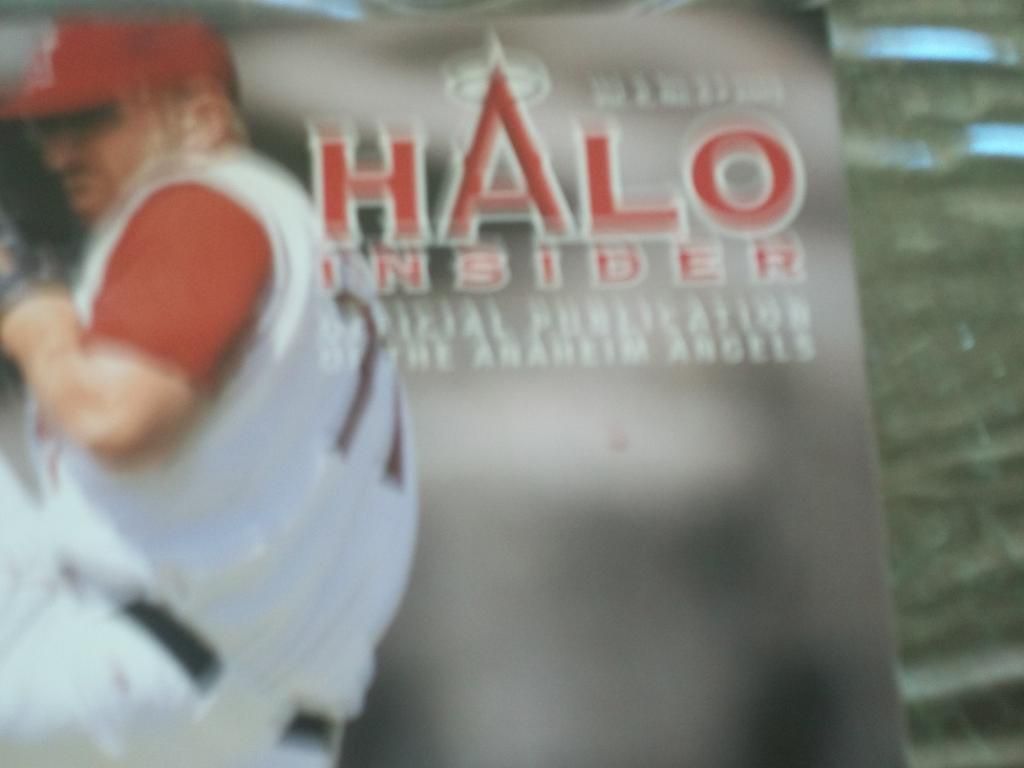 HALO
INSIDER
OFFICIAL PUBLICATION
OF THE ANAHEIM ANGELS